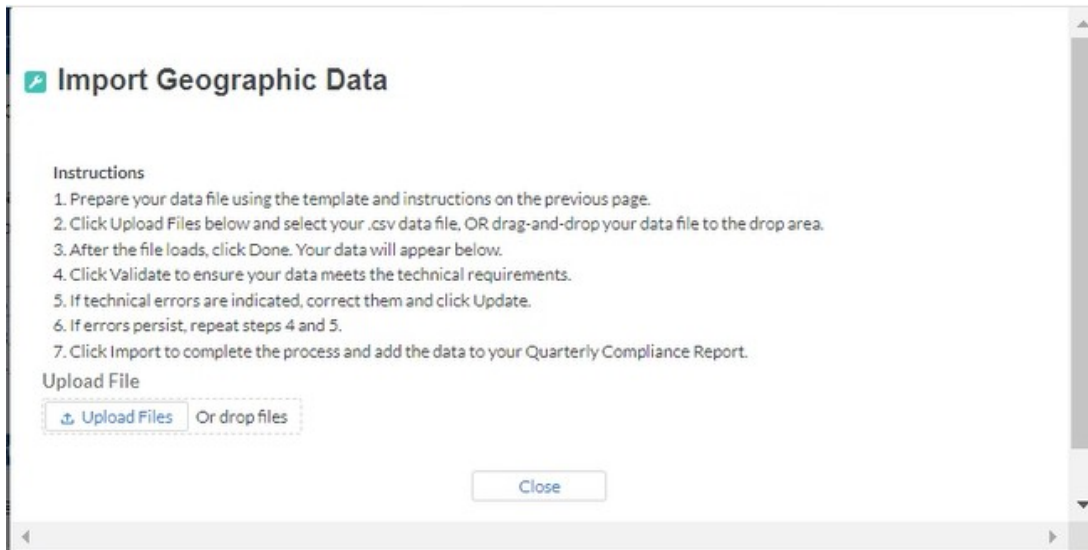 Import Geographic Data
Instructions
1. Prepare your data file using the template and instructions on the previous page.
2. Click Upload Files below and select your .csv data file, OR drag-and-drop your data file to the drop area.
3. After the file loads, click Done. Your data will appear below.
4. Click Validate to ensure your data meets the technical requirements.
5. If technical errors are indicated, correct them and click Update.
6. If errors persist, repeat steps 4 and 5.
7. Click Import to complete the process and add the data to your Quarterly Compliance Report.
Upload File
Upload Files Or drop files
Close